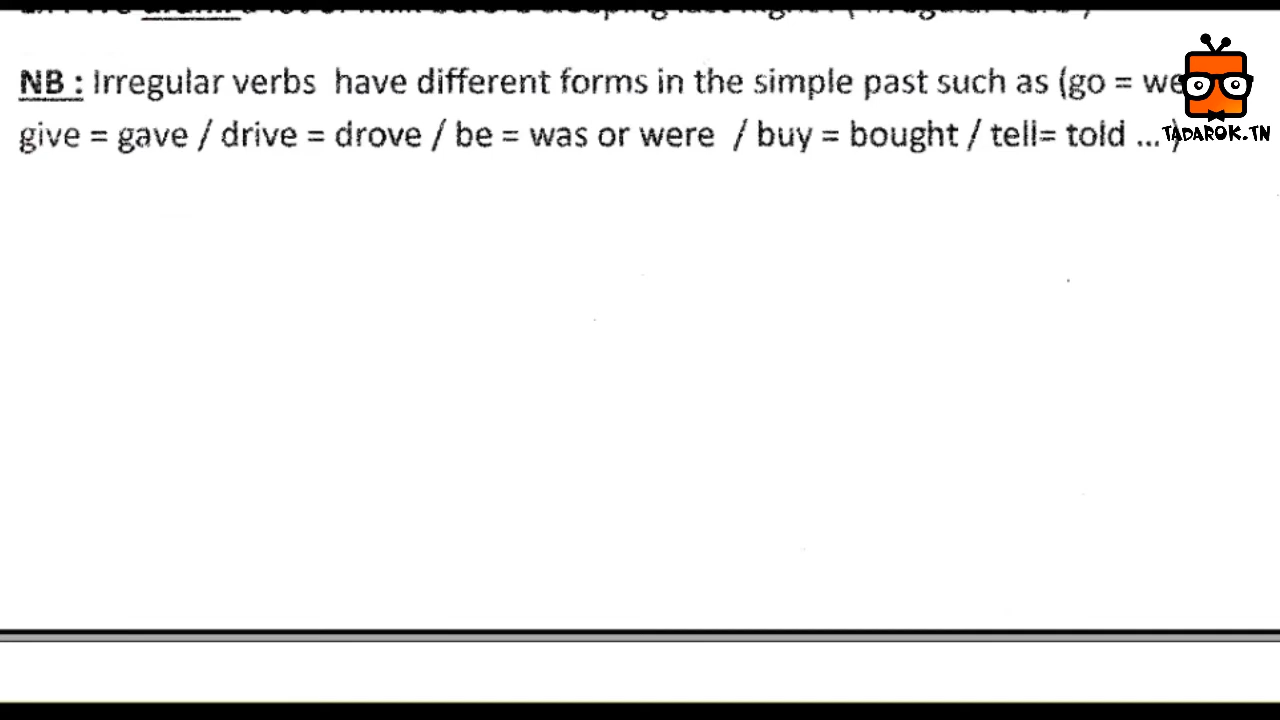 NB : Irregular verbs have different forms in the simple past such as (go =
give = gave / drive = drove / be = was or were / buy = bought / tell= told ... )
TADAROK.TN